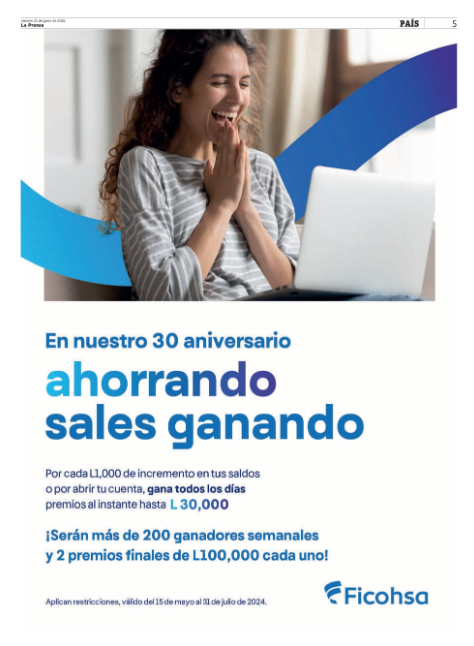 La Prensa
PAÍS
5
En nuestro 30 aniversario
ahorrando
sales ganando
Por cada L1,000 de incremento en tus saldos
o por abrir tu cuenta, gana todos los días
premios al instante hasta L 30,000
¡Serán más de 200 ganadores semanales
y 2 premios finales de L100,000 cada uno!
Aplican restricciones, válido del 15 de mayo al 31 de julio de 2024.
Ficohsa